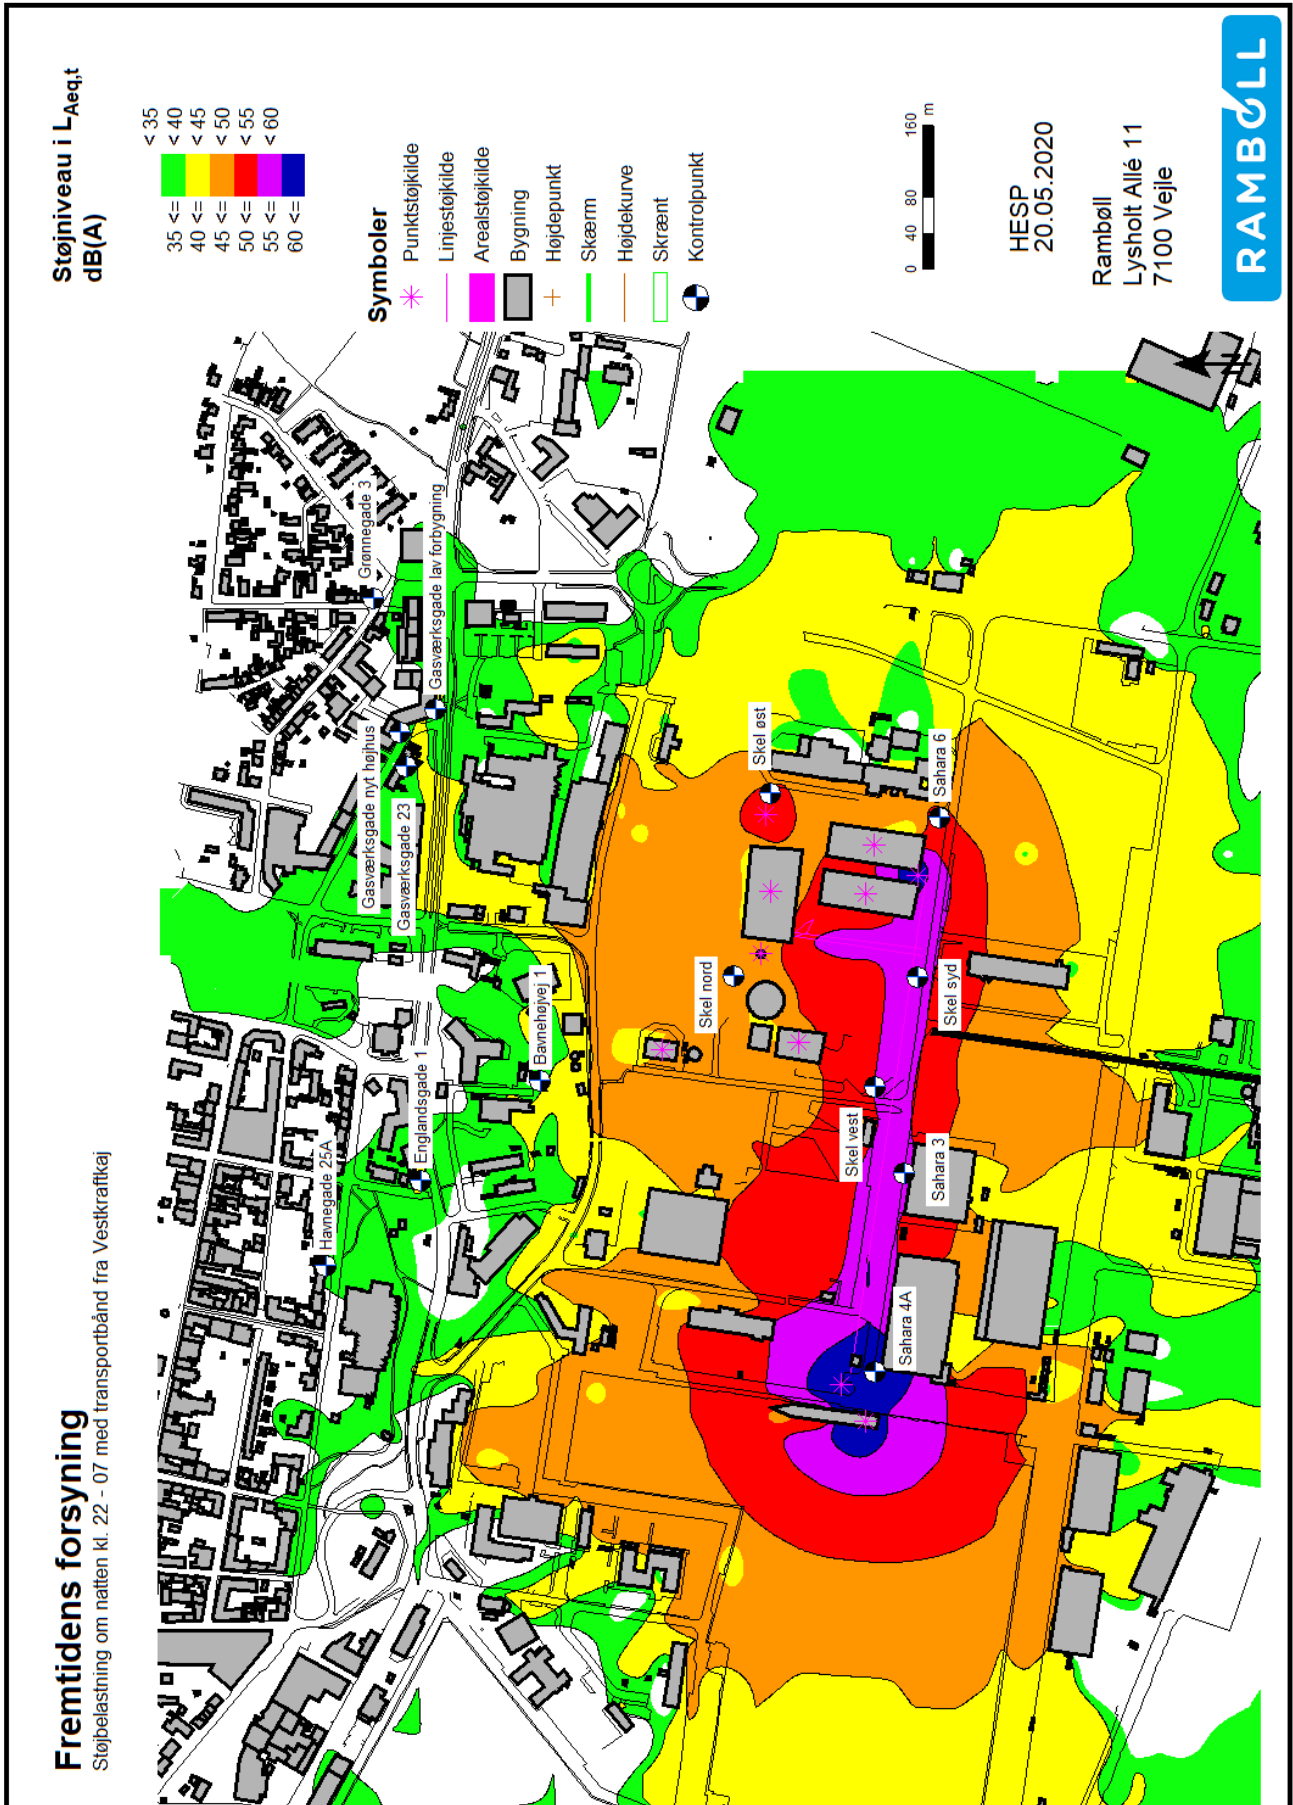 Fremtidens forsyning
Støjbelastning om natten kl. 22 - 07 med transportbånd fra Vestkraftkaj
Støjniveau i LAeq,t
dB(A)
< 35
35 <= < 40
40 <= < 45
45 <= < 50
50 <= < 55
55 <= < 60
60 <=
Symboler
Punktstøjkilde
Linjestøjkilde
Arealstøjkilde
Bygning
Højdepunkt
Skærm
Højdekurve
Skrænt
Kontrolpunkt
0 40 80 160
m
HESP
20.05.2020
Rambøll
Lysholt Allé 11
7100 Vejle
RAMBØLL
Havnegade 25A
Englandsgade 1
Bavnehøjvej 1
Gasværksgade nyt højhus
Gasværksgade 23
Grønnegade 3
Gasværksgade lav forbygning
Skel nord
Skel øst
Skel vest
Skel syd
Sahara 6
Sahara 3
Sahara 4A